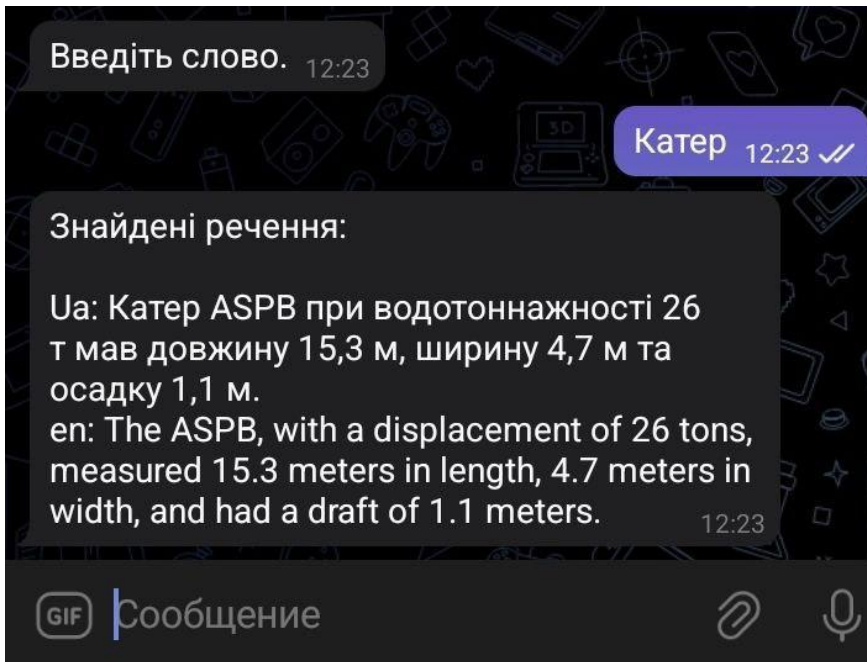 Введіть слово. 12:23
3D
Катер 12:23
Знайдені речення:
Ua: Катер ASPB при водотоннажності 26
т мав довжину 15,3 м, ширину 4,7 м та
осадку 1,1 м.
en: The ASPB, with a displacement of 26 tons,
measured 15.3 meters in length, 4.7 meters in
width, and had a draft of 1.1 meters. 12:23
GIF Сообщение